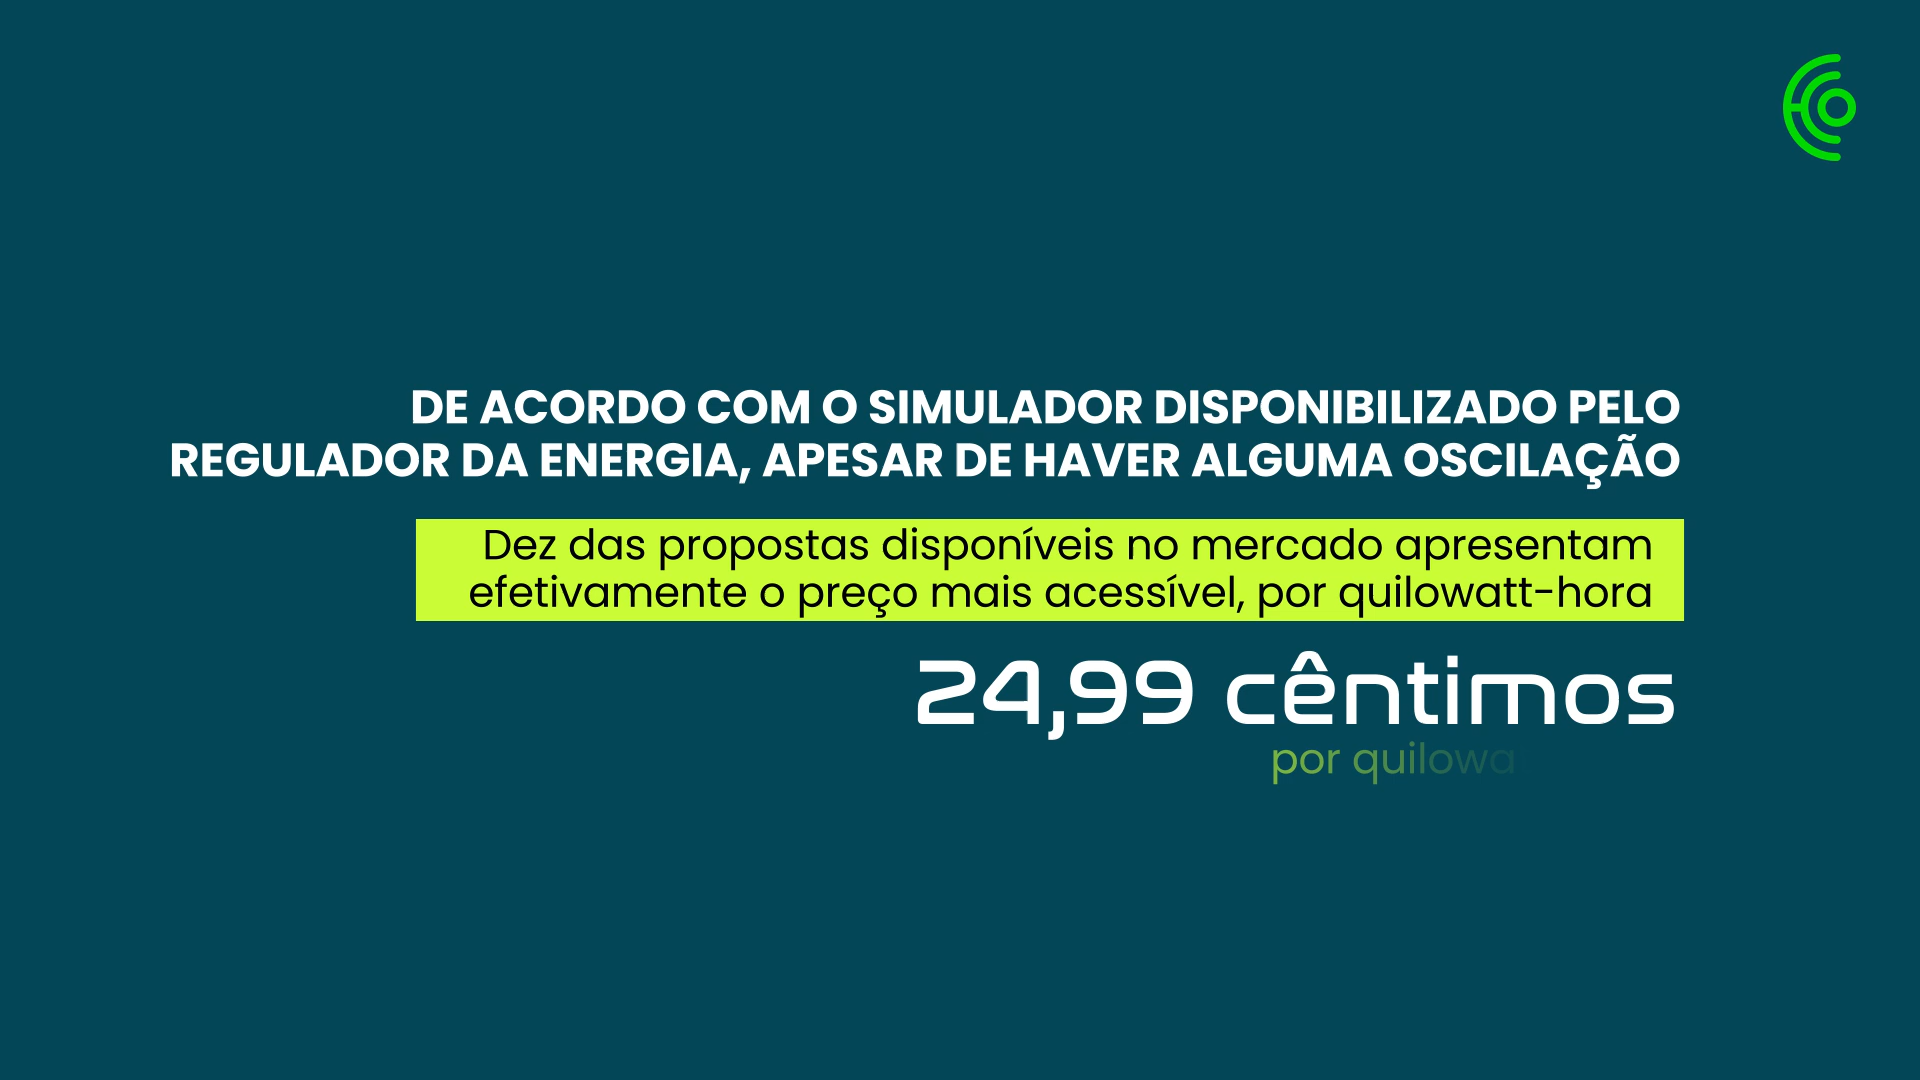 DE ACORDO COM O SIMULADOR DISPONIBILIZADO PELO
REGULADOR DA ENERGIA, APESAR DE HAVER ALGUMA OSCILAÇÃO
Dez das propostas disponíveis no mercado apresentam
efetivamente o preço mais acessível, por quilowatt-hora
24,99 cêntimos
por quilowa